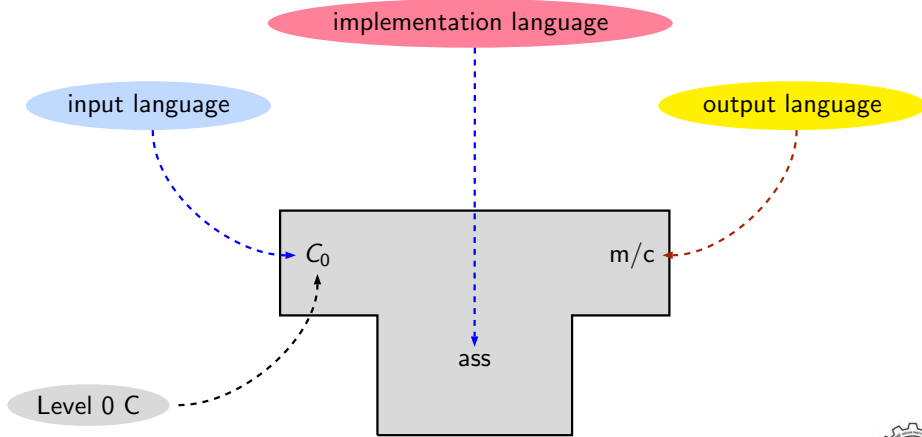 implementation language
input language
output language
C₀
m/c
ass
Level 0 C